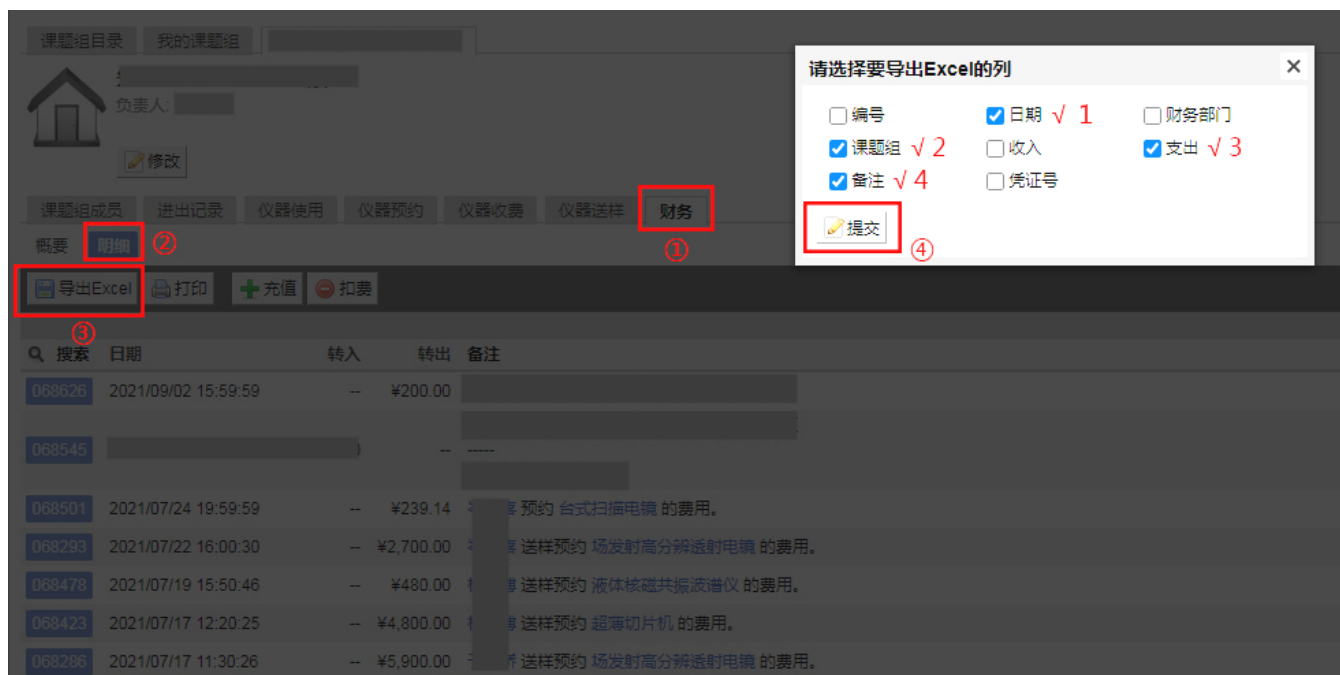 课题组目录 我的课题组
负责人:
修改
课题组成员 进出记录 仪器使用 仪器预约 仪器收费 仪器送样 财务
①
概要 明细 ②
导出Excel 打印 充值 扣费
③
搜索 日期 转入 转出 备注
068626 2021/09/02 15:59:59 -- ¥200.00
068545 -- -----
068501 2021/07/24 19:59:59 -- ¥239.14 预约 台式扫描电镜 的费用。
068293 2021/07/22 16:00:30 -- ¥2,700.00 送样预约 场发射高分辨透射电镜 的费用。
068478 2021/07/19 15:50:46 -- ¥480.00 送样预约 液体核磁共振波谱仪 的费用。
068423 2021/07/17 12:20:25 -- ¥4,800.00 送样预约 超薄切片机 的费用。
068286 2021/07/17 11:30:26 -- ¥5,900.00 送样预约 场发射高分辨透射电镜 的费用。
请选择要导出Excel的列 ×
编号 日期 √ 1 财务部门
课题组 √ 2 收入 支出 √ 3
备注 √ 4 凭证号
提交
④